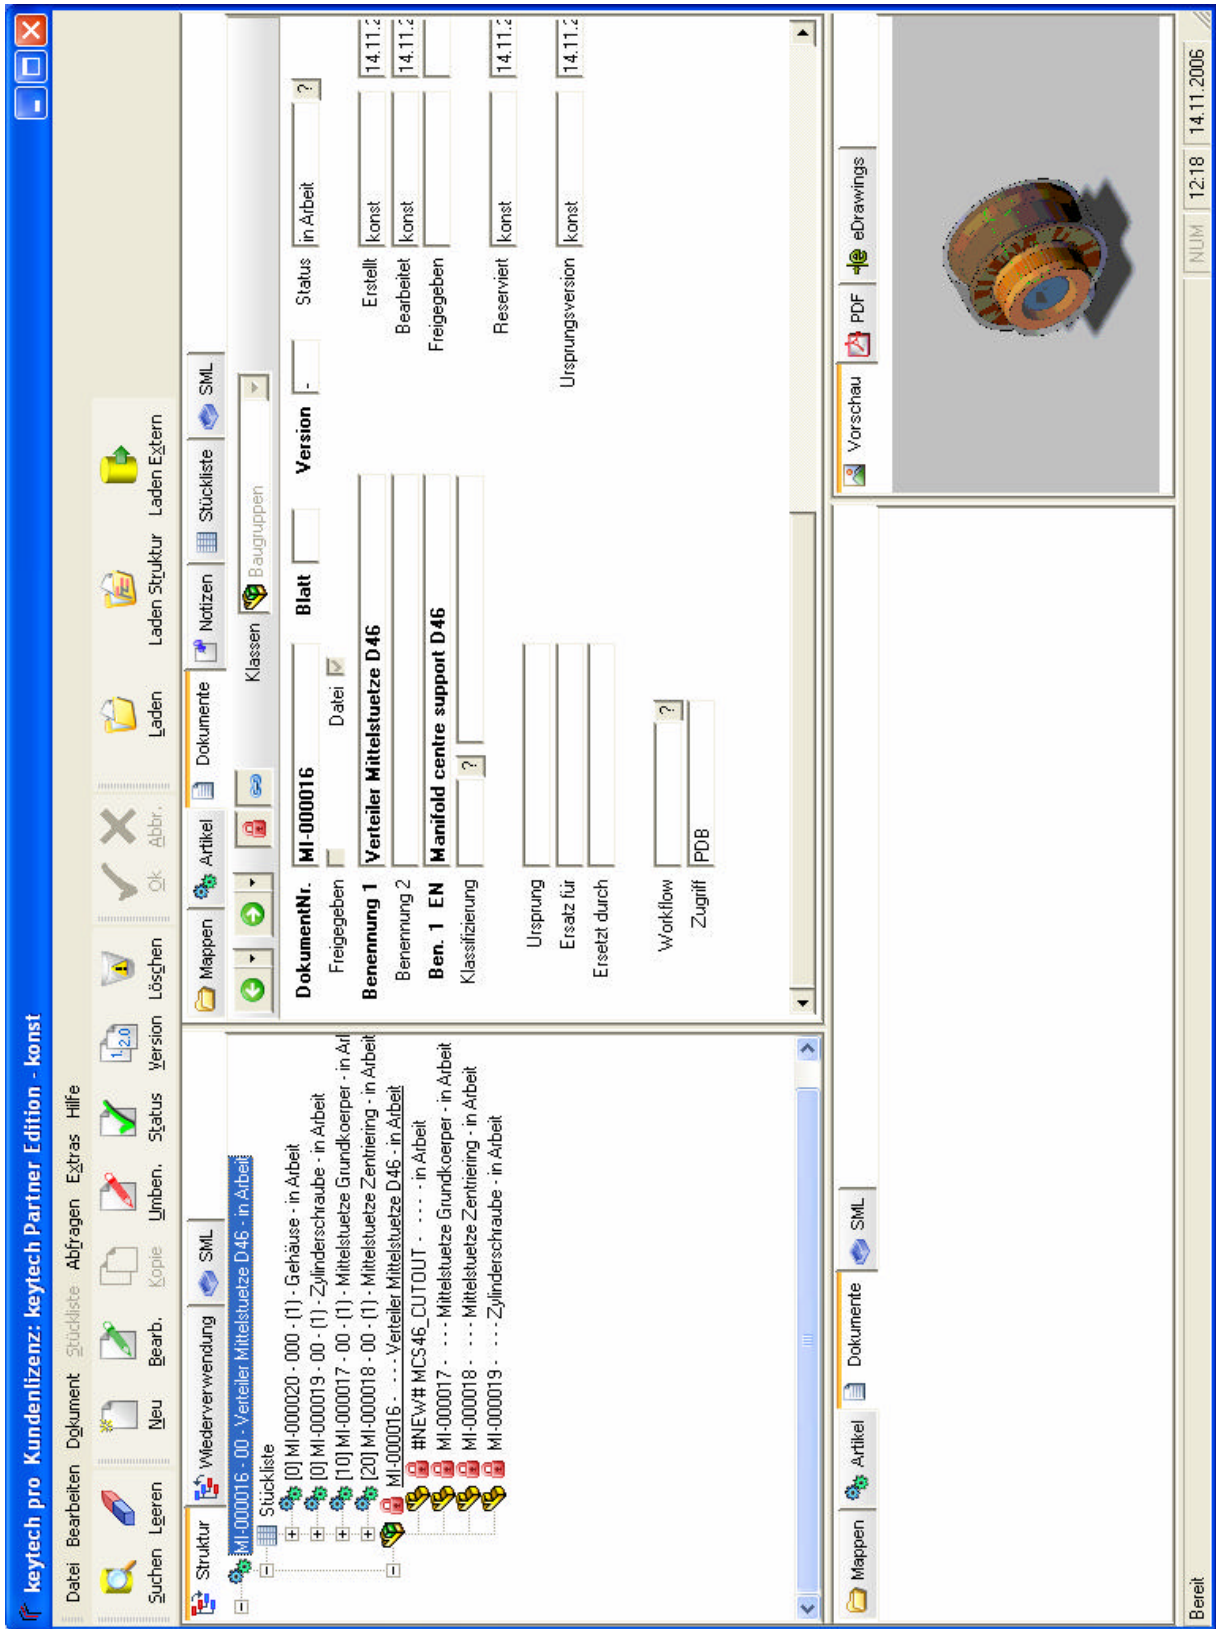 keytech pro Kundenlizenz: keytech Partner Edition - konst
Datei Bearbeiten Dokument Stückliste Abfragen Extras Hilfe
Suchen Leeren Neu Bearb. Kopie Umben. Status Version Löschen Ok Abbr. Laden Laden Struktur Laden Extern
Struktur Wiederverwendung SML
MI-000016 - 00 - Verteiler Mittelstuetze D46 - in Arbeit
Stückliste
[0] MI-000020 - 000 - (1) - Gehäuse - in Arbeit
[0] MI-000019 - 00 - (1) - Zylinderschraube - in Arbeit
[10] MI-000017 - 00 - (1) - Mittelstuetze Grundkoerper - in Arl
[20] MI-000018 - 00 - (1) - Mittelstuetze Zentriering - in Arbeit
MI-000016 - - - - Verteiler Mittelstuetze D46 - in Arbeit
#NEW# MCS46_CUTOUT - - - - - in Arbeit
MI-000017 - - - - Mittelstuetze Grundkoerper - in Arbeit
MI-000018 - - - - Mittelstuetze Zentriering - in Arbeit
MI-000019 - - - - Zylinderschraube - in Arbeit
Mappen Artikel Dokumente Notizen Stückliste SML
Klassen Baugruppen
DokumentNr. MI-000016 Blatt Version - Status in Arbeit ?
Freigegeben Datei
Benennung 1 Verteiler Mittelstuetze D46 Erstellt konst 14.11.2
Benennung 2 Bearbeitet konst 14.11.2
Ben. 1 EN Manifold centre support D46 Freigegeben
Klassifizierung ?
Reserviert konst 14.11.2
Ursprung
Ersatz für Ursprungsversion konst 14.11.2
Ersetzt durch
Workflow ?
Zugriff PDB
Mappen Artikel Dokumente SML
Vorschau PDF eDrawings
Bereit NUM 12:18 14.11.2006